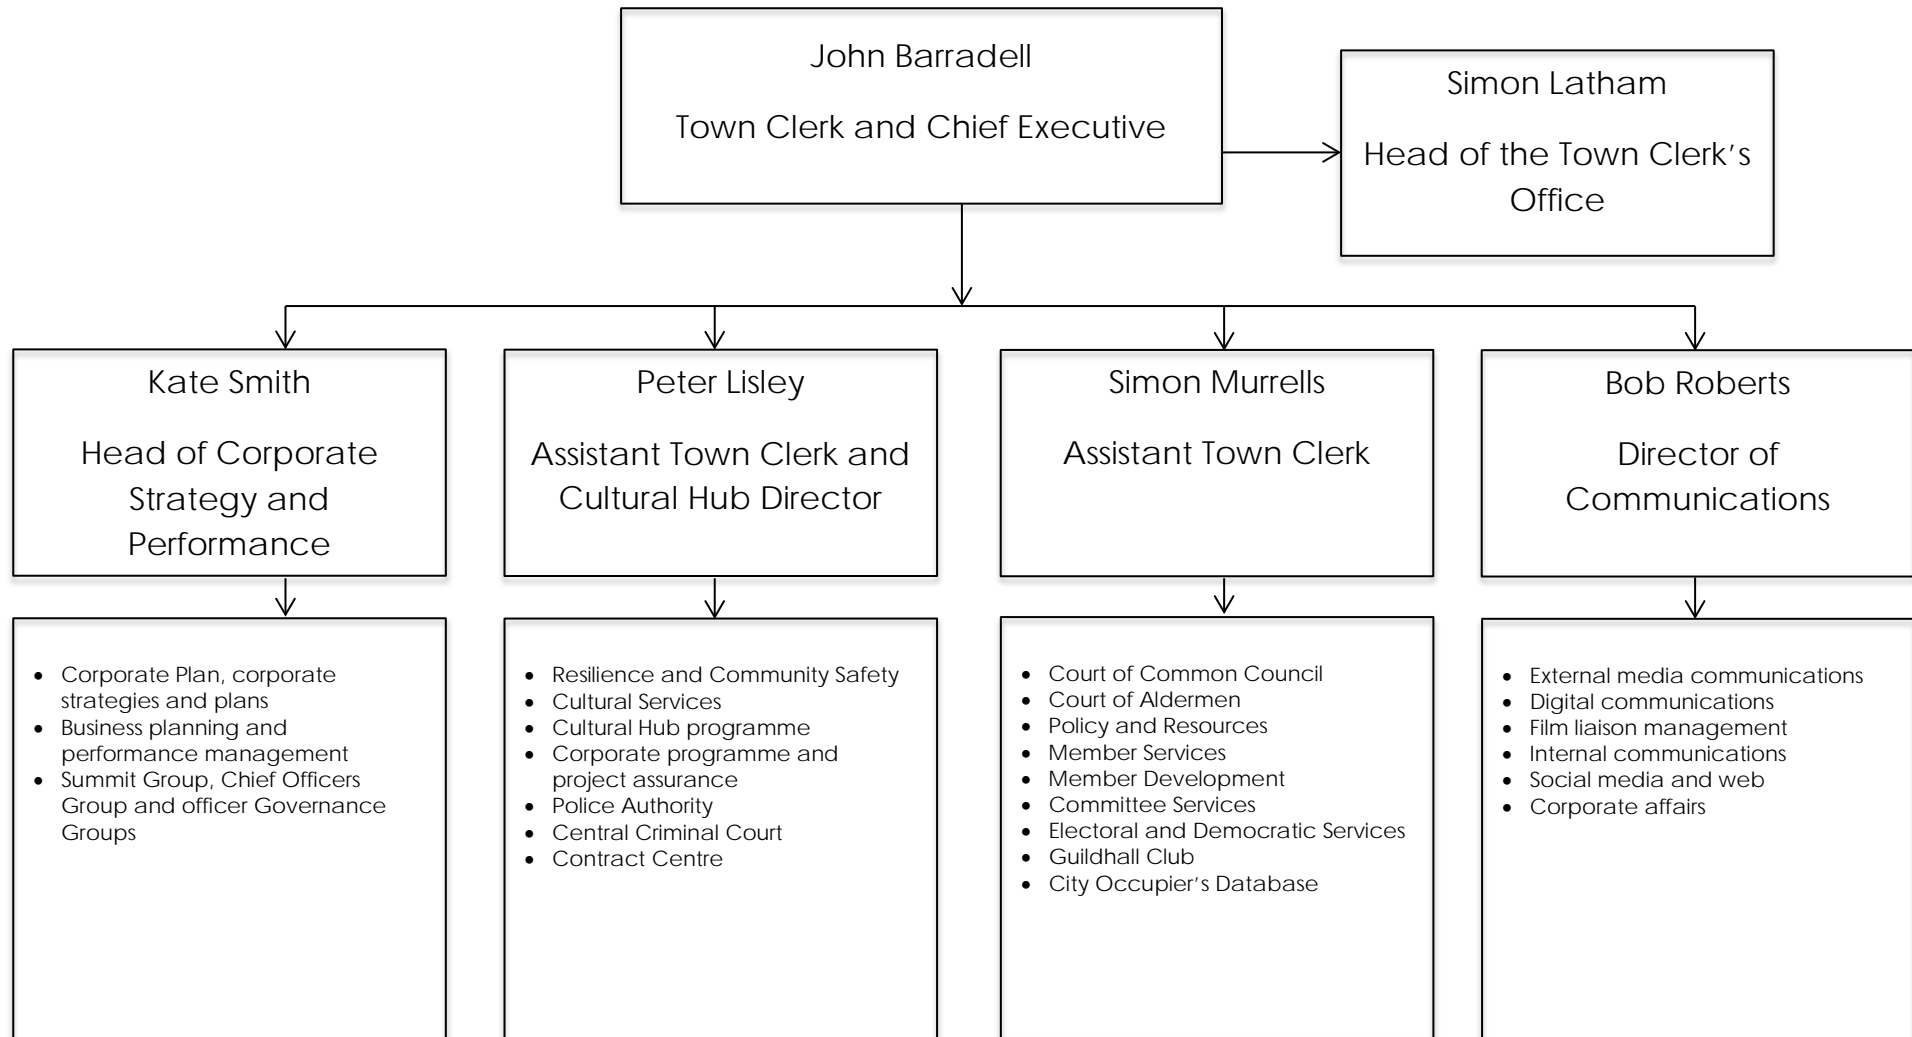 John Barradell
Town Clerk and Chief Executive
Simon Latham
Head of the Town Clerk’s
Office
Kate Smith
Head of Corporate
Strategy and
Performance
Peter Lisley
Assistant Town Clerk and
Cultural Hub Director
Simon Murrells
Assistant Town Clerk
Bob Roberts
Director of
Communications
• Corporate Plan, corporate
strategies and plans
• Business planning and
performance management
• Summit Group, Chief Officers
Group and officer Governance
Groups
• Resilience and Community Safety
• Cultural Services
• Cultural Hub programme
• Corporate programme and
project assurance
• Police Authority
• Central Criminal Court
• Contract Centre
• Court of Common Council
• Court of Aldermen
• Policy and Resources
• Member Services
• Member Development
• Committee Services
• Electoral and Democratic Services
• Guildhall Club
• City Occupier’s Database
• External media communications
• Digital communications
• Film liaison management
• Internal communications
• Social media and web
• Corporate affairs